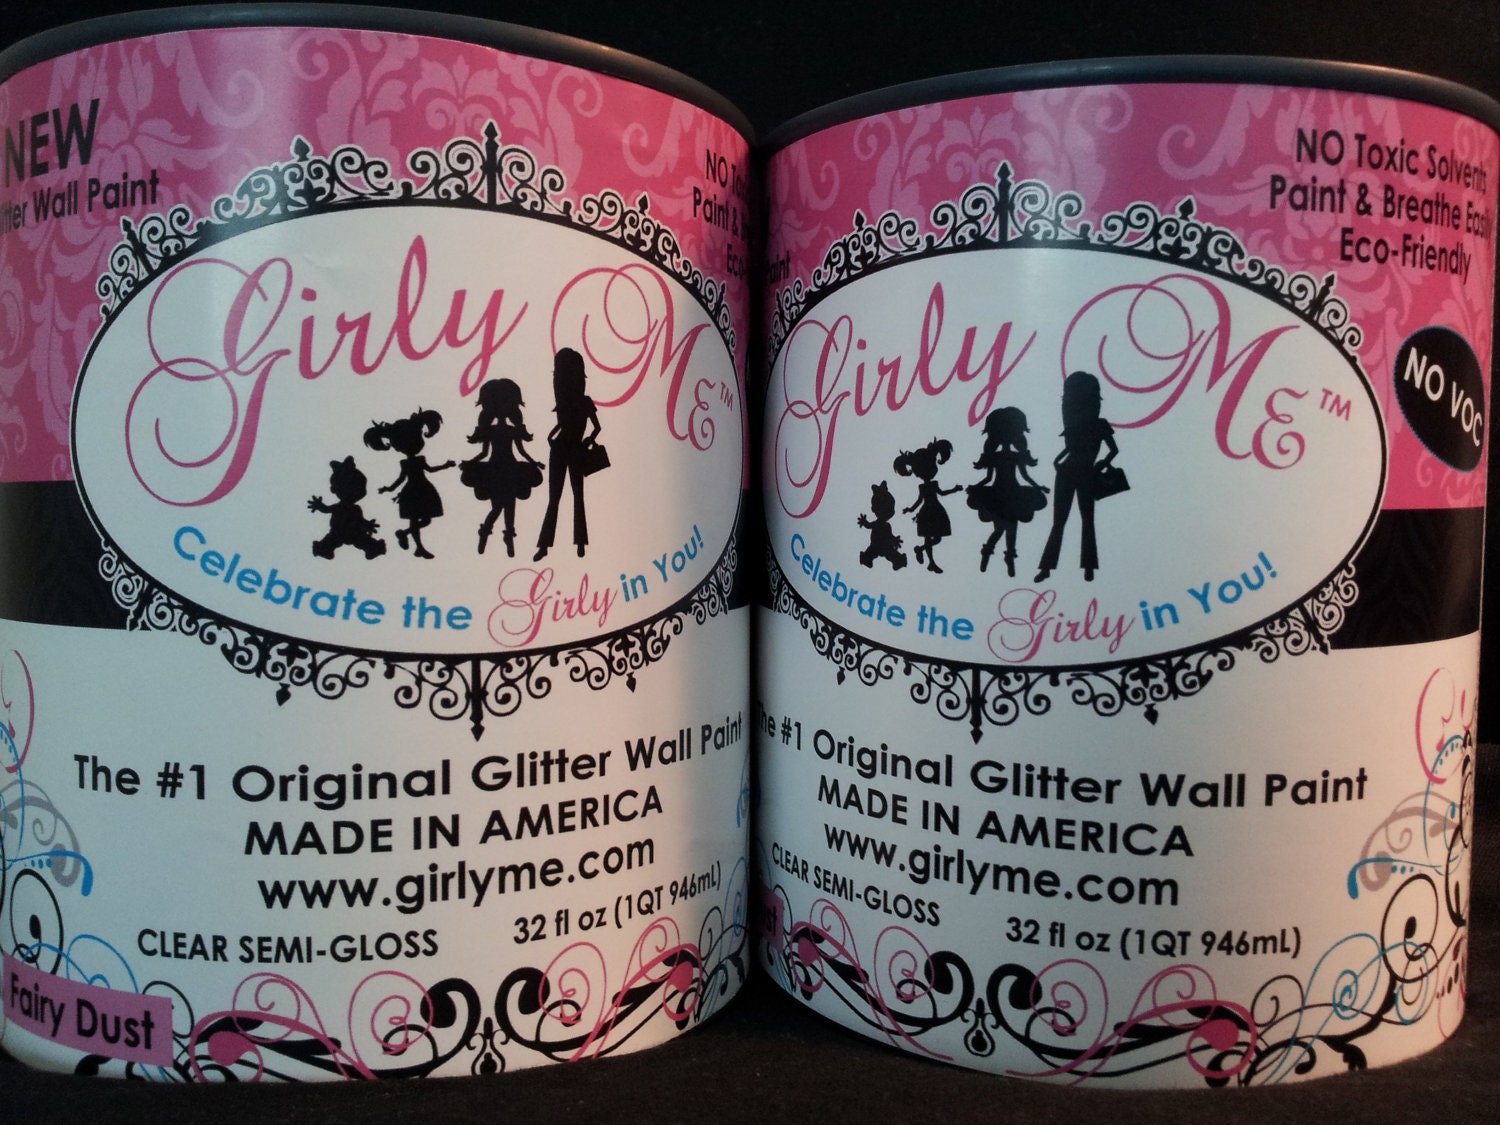 NEW
Wall Paint
NO
Paint &
Girly Me™
Celebrate the Girly in You!
The #1 Original Glitter Wall Paint
MADE IN AMERICA
www.girlyme.com
CLEAR SEMI-GLOSS
32 fl oz (1QT 946mL)
Fairy Dust
NO Toxic Solvents
Paint & Breathe Easily
Eco-Friendly
NO VOC
Girly Me™
Celebrate the Girly in You!
The #1 Original Glitter Wall Paint
MADE IN AMERICA
www.girlyme.com
CLEAR SEMI-GLOSS
32 fl oz (1QT 946mL)